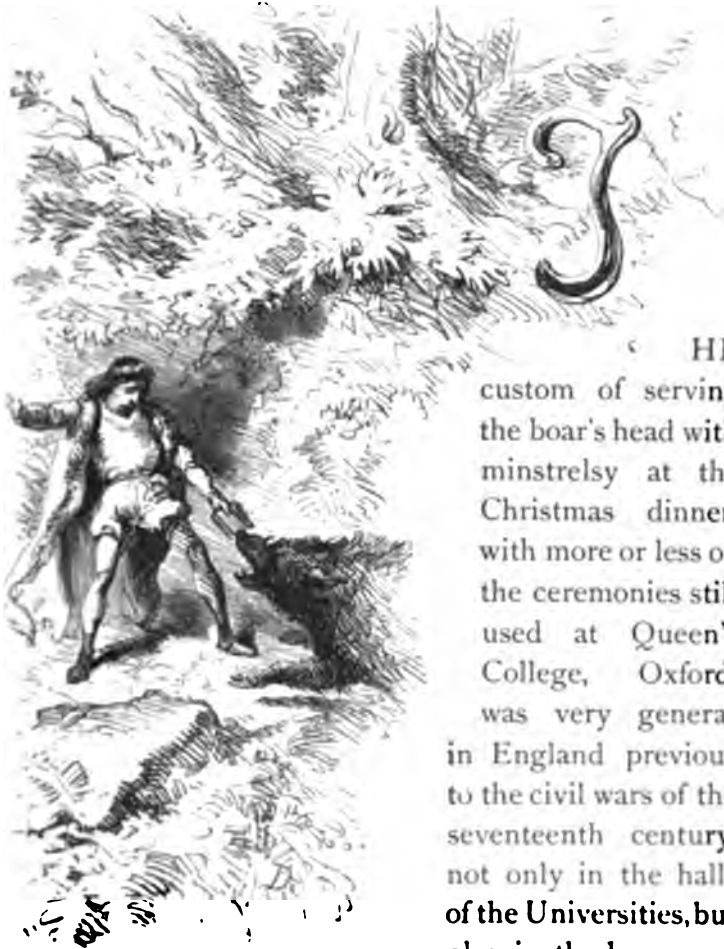 T
HE
custom of servin
the boar's head wit
minstrelsy at th
Christmas dinner
with more or less o
the ceremonies stil
used at Queen'
College, Oxford
was very genera
in England previou
to the civil wars of th
seventeenth century
not only in the hall
of the Universities, bu